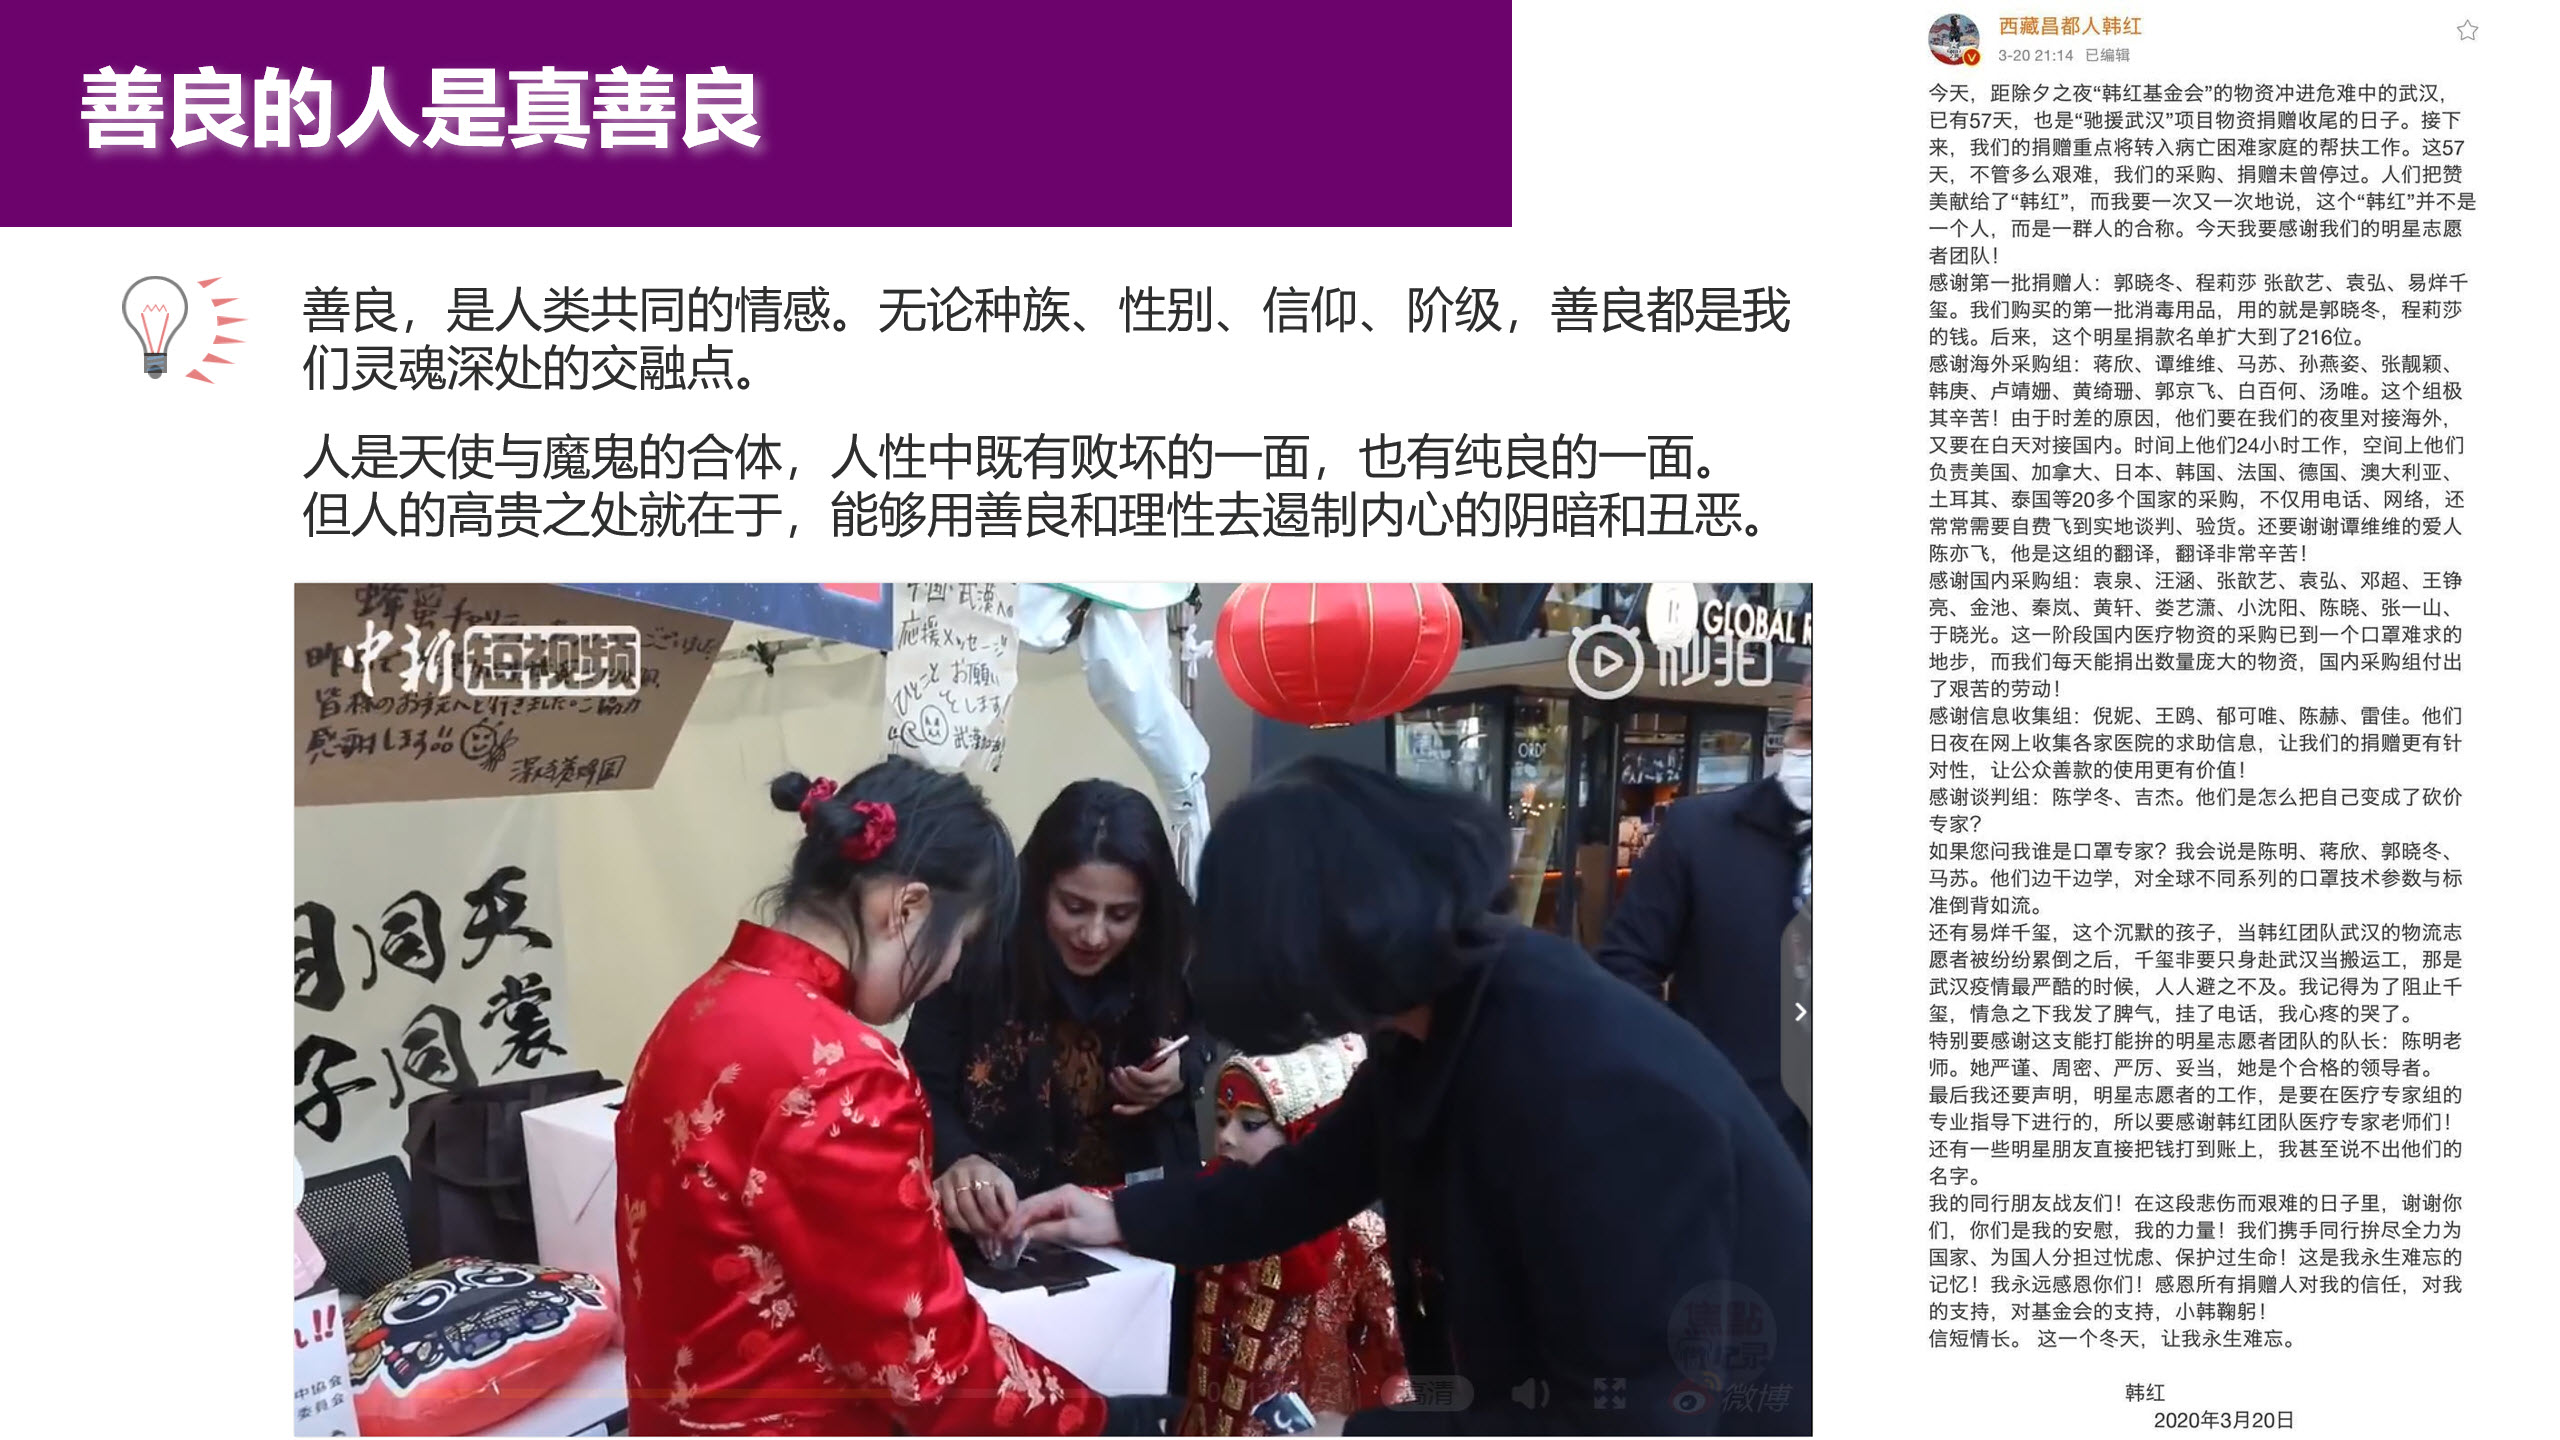 善良的人是真善良
善良，是人类共同的情感。无论种族、性别、信仰、阶级，善良都是我
们灵魂深处的交融点。
人是天使与魔鬼的合体，人性中既有败坏的一面，也有纯良的一面。
但人的高贵之处就在于，能够用善良和理性去遏制内心的阴暗和丑恶。
中新短视频
皆様のお支えへと行きました。ご協力
感謝します
応援メッセージ
ひとこと お願い
とします!
GLOBAL
秒拍
月同天
子同裳
中協会
委員会
高清
微博
西藏昌都人韩红
3-20 21:14 已编辑
今天，距除夕之夜“韩红基金会”的物资冲进危难中的武汉，
已有57天，也是“驰援武汉”项目物资捐赠收尾的日子。接下
来，我们的捐赠重点将转入病亡困难家庭的帮扶工作。这57
天，不管多么艰难，我们的采购、捐赠未曾停过。人们把赞
美献给了“韩红”，而我要一次又一次地说，这个“韩红”并不是
一个人，而是一群人的合称。今天我要感谢我们的明星志愿
者团队！
感谢第一批捐赠人：郭晓冬、程莉莎 张歆艺、袁弘、易烊千
玺。我们购买的第一批消毒用品，用的就是郭晓冬，程莉莎
的钱。后来，这个明星捐款名单扩大到了216位。
感谢海外采购组：蒋欣、谭维维、马苏、孙燕姿、张靓颖、
韩庚、卢靖姗、黄绮珊、郭京飞、白百何、汤唯。这个组极
其辛苦！由于时差的原因，他们要在我们的夜里对接海外，
又要在白天对接国内。时间上他们24小时工作，空间上他们
负责美国、加拿大、日本、韩国、法国、德国、澳大利亚、
土耳其、泰国等20多个国家的采购，不仅用电话、网络，还
常常需要自费飞到实地谈判、验货。还要谢谢谭维维的爱人
陈亦飞，他是这组的翻译，翻译非常辛苦！
感谢国内采购组：袁泉、汪涵、张歆艺、袁弘、邓超、王铮
亮、金池、秦岚、黄轩、娄艺潇、小沈阳、陈晓、张一山、
于晓光。这一阶段国内医疗物资的采购已到一个口罩难求的
地步，而我们每天能捐出数量庞大的物资，国内采购组付出
了艰苦的劳动！
感谢信息收集组：倪妮、王鸥、郁可唯、陈赫、雷佳。他们
日夜在网上收集各家医院的求助信息，让我们的捐赠更有针
对性，让公众善款的使用更有价值！
感谢谈判组：陈学冬、吉杰。他们是怎么把自己变成了砍价
专家？
如果您问我谁是口罩专家？我会说是陈明、蒋欣、郭晓冬、
马苏。他们边干边学，对全球不同系列的口罩技术参数与标
准倒背如流。
还有易烊千玺，这个沉默的孩子，当韩红团队武汉的物流志
愿者被纷纷累倒之后，千玺非要只身赴武汉当搬运工，那是
武汉疫情最严酷的时候，人人避之不及。我记得为了阻止千
玺，情急之下我发了脾气，挂了电话，我心疼的哭了。
特别要感谢这支能打能拚的明星志愿者团队的队长：陈明老
师。她严谨、周密、严厉、妥当，她是个合格的领导者。
最后我还要声明，明星志愿者的工作，是要在医疗专家组的
专业指导下进行的，所以要感谢韩红团队医疗专家老师们！
还有一些明星朋友直接把钱打到账上，我甚至说不出他们的
名字。
我的同行朋友战友们！在这段悲伤而艰难的日子里，谢谢你
们，你们是我的安慰，我的力量！我们携手同行拚尽全力为
国家、为国人分担过忧虑、保护过生命！这是我永生难忘的
记忆！我永远感恩你们！感恩所有捐赠人对我的信任，对我
的支持，对基金会的支持，小韩鞠躬！
信短情长。 这一个冬天，让我永生难忘。
韩红
2020年3月20日